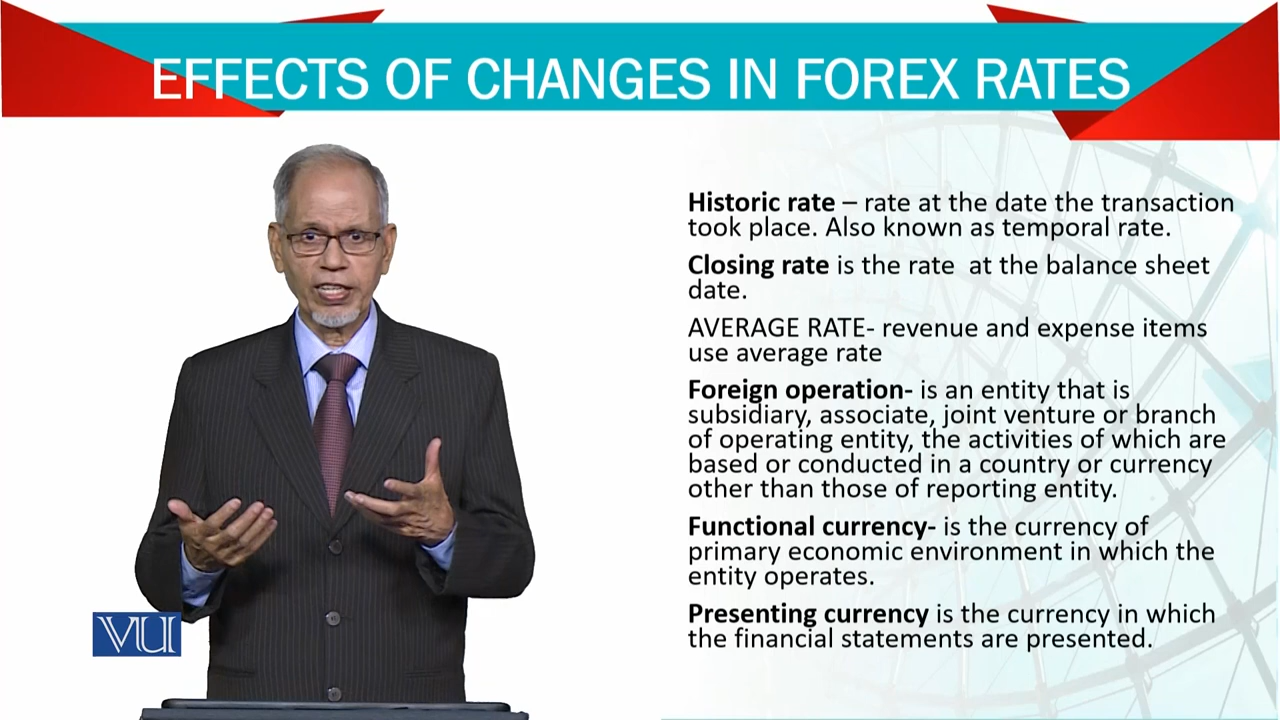 EFFECTS OF CHANGES IN FOREX RATES
Historic rate – rate at the date the transaction
took place. Also known as temporal rate.
Closing rate is the rate  at the balance sheet
date.
AVERAGE RATE- revenue and expense items
use average rate
Foreign operation- is an entity that is
subsidiary, associate, joint venture or branch
of operating entity, the activities of which are
based or conducted in a country or currency
other than those of reporting entity.
Functional currency- is the currency of
primary economic environment in which the
entity operates.
Presenting currency is the currency in which
the financial statements are presented.
VU